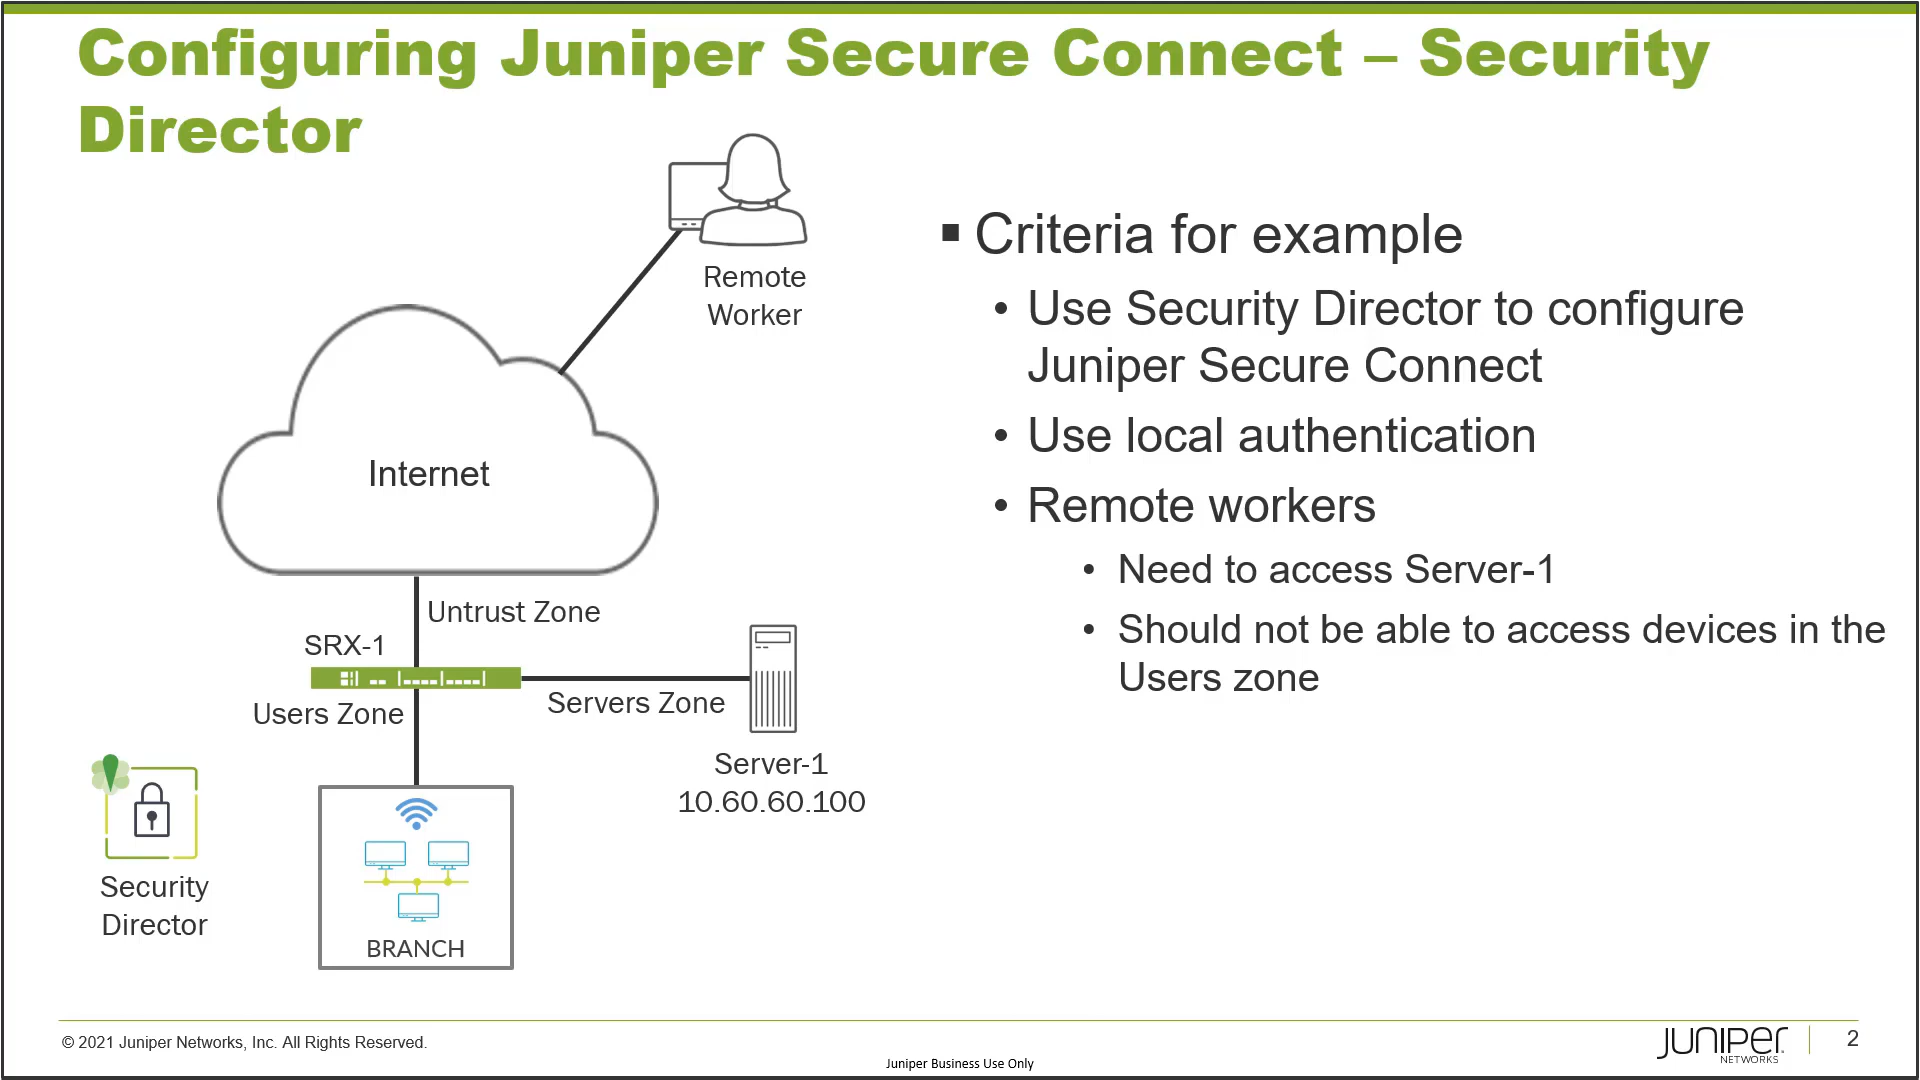 Configuring Juniper Secure Connect – Security
Director
Remote
Worker
Internet
Untrust Zone
SRX-1
Users Zone
Servers Zone
Server-1
10.60.60.100
Security
Director
BRANCH
▪ Criteria for example
• Use Security Director to configure
Juniper Secure Connect
• Use local authentication
• Remote workers
• Need to access Server-1
• Should not be able to access devices in the
Users zone
© 2021 Juniper Networks, Inc. All Rights Reserved.
Juniper Business Use Only
JUNIPER
NETWORKS
2